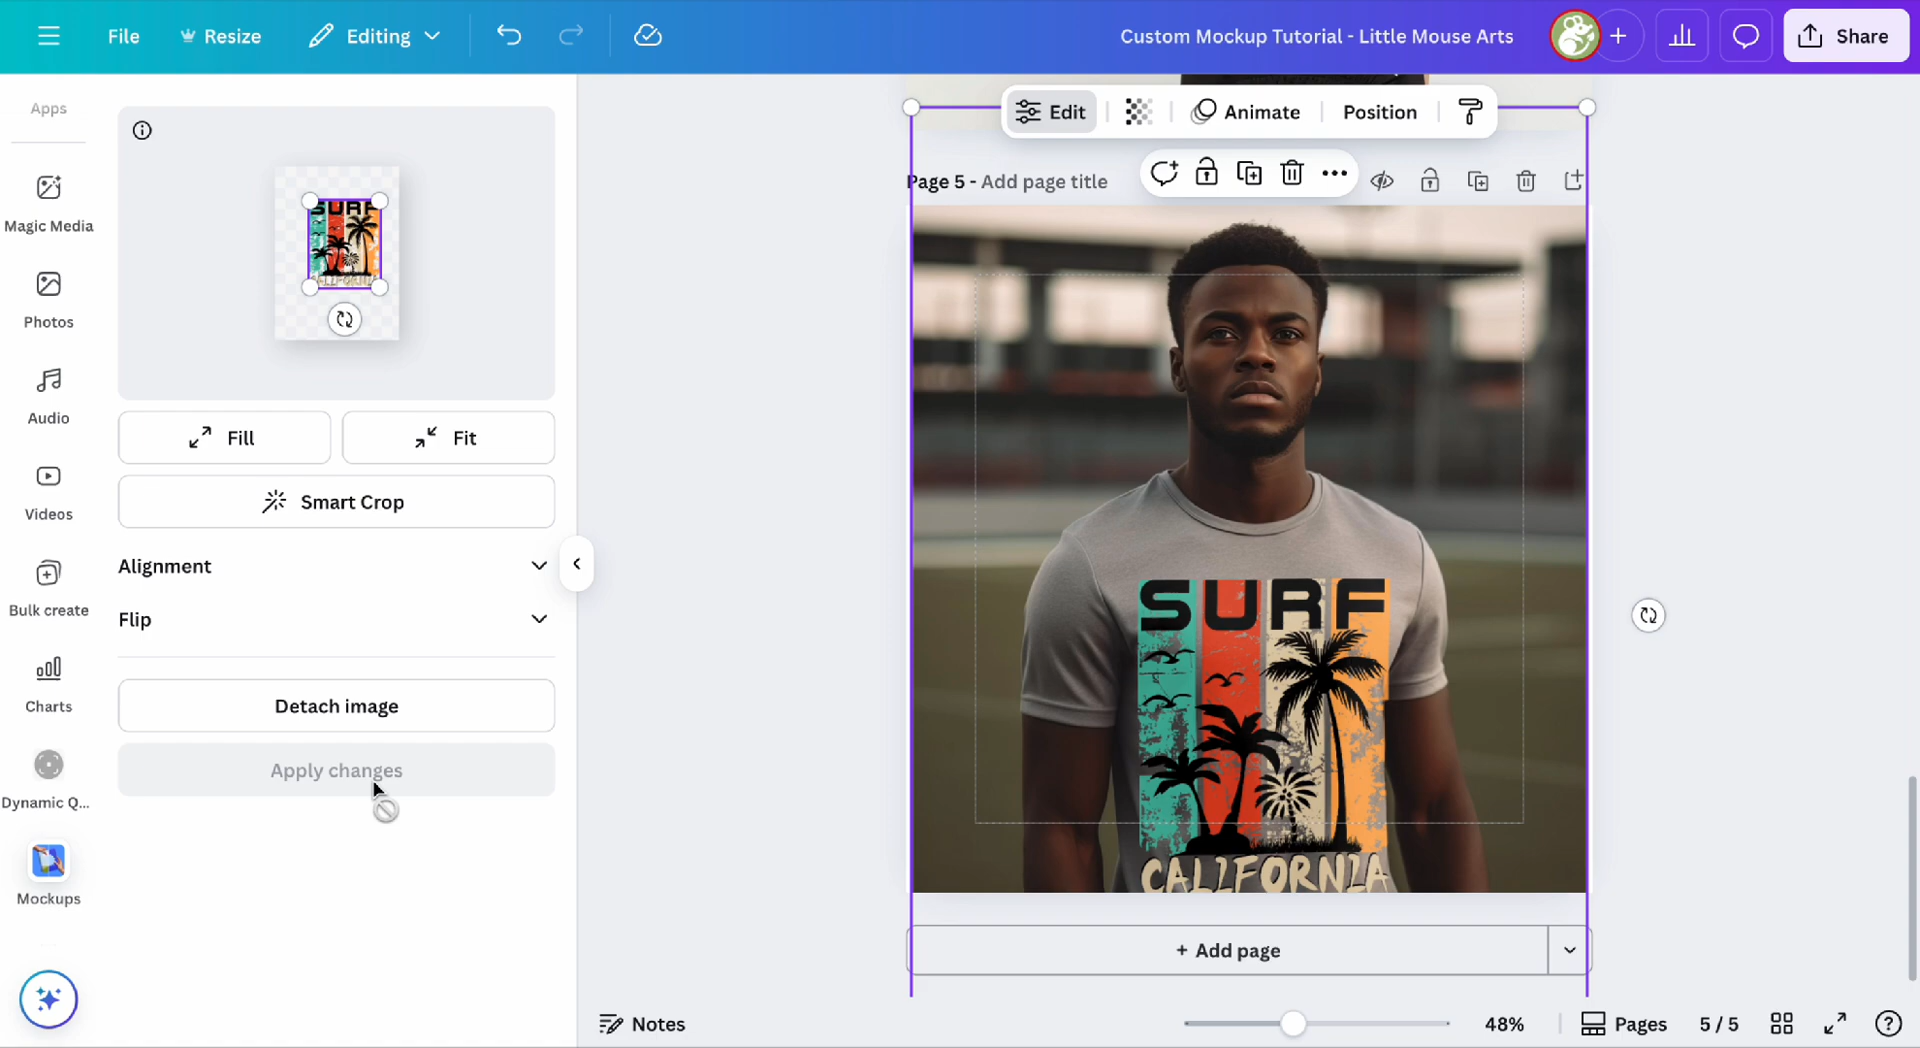 File
Resize
Editing
Custom Mockup Tutorial - Little Mouse Arts
Share
Apps
Magic Media
Photos
Audio
Videos
Bulk create
Charts
Dynamic Q...
Mockups
SURF
CALIFORNIA
Fill
Fit
Smart Crop
Alignment
Flip
Detach image
Apply changes
Edit
Animate
Position
Page 5 - Add page title
SURF
CALIFORNIA
+ Add page
Notes
48%
Pages
5 / 5